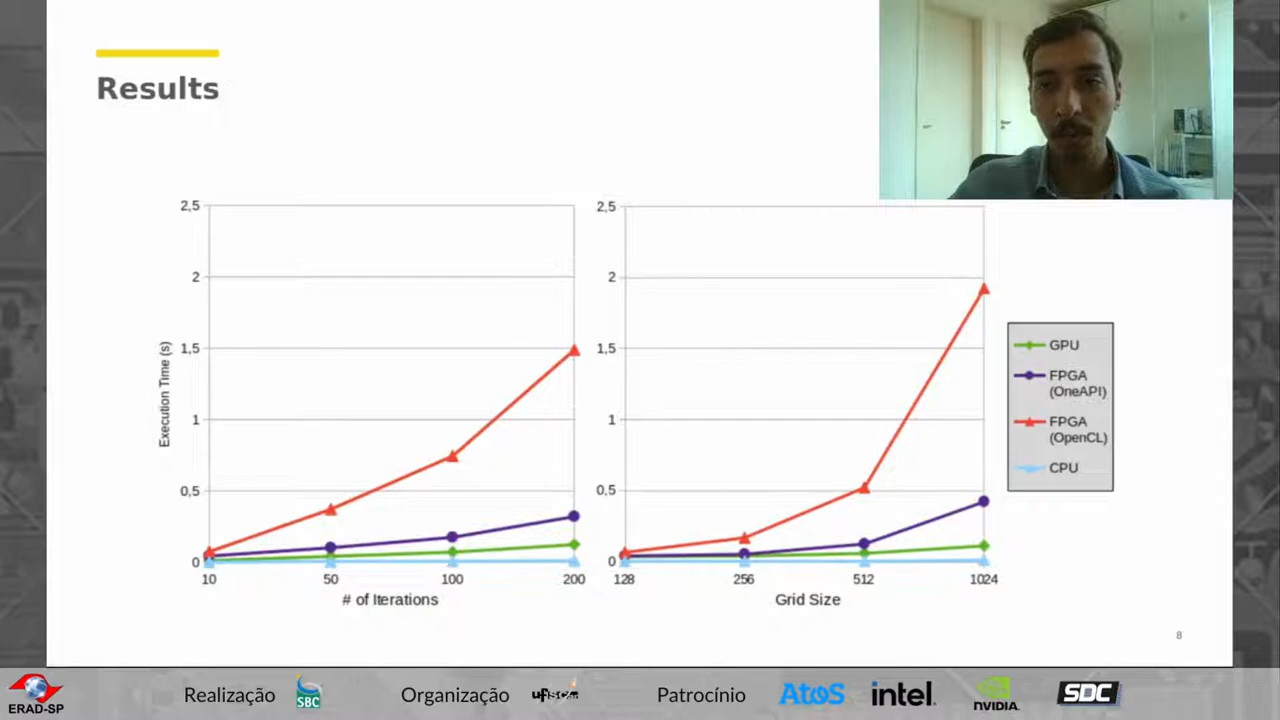 Results
2,5
2
1,5
1
0,5
0
10
50
100
200
# of Iterations
Execution Time (s)
2,5
2
1,5
1
0,5
0
128
256
512
1024
Grid Size
GPU
FPGA
(OneAPI)
FPGA
(OpenCL)
CPU
8
ERAD-SP
Realização
SBC
Organização
Patrocínio
Atos
intel.
NVIDIA.
SDC